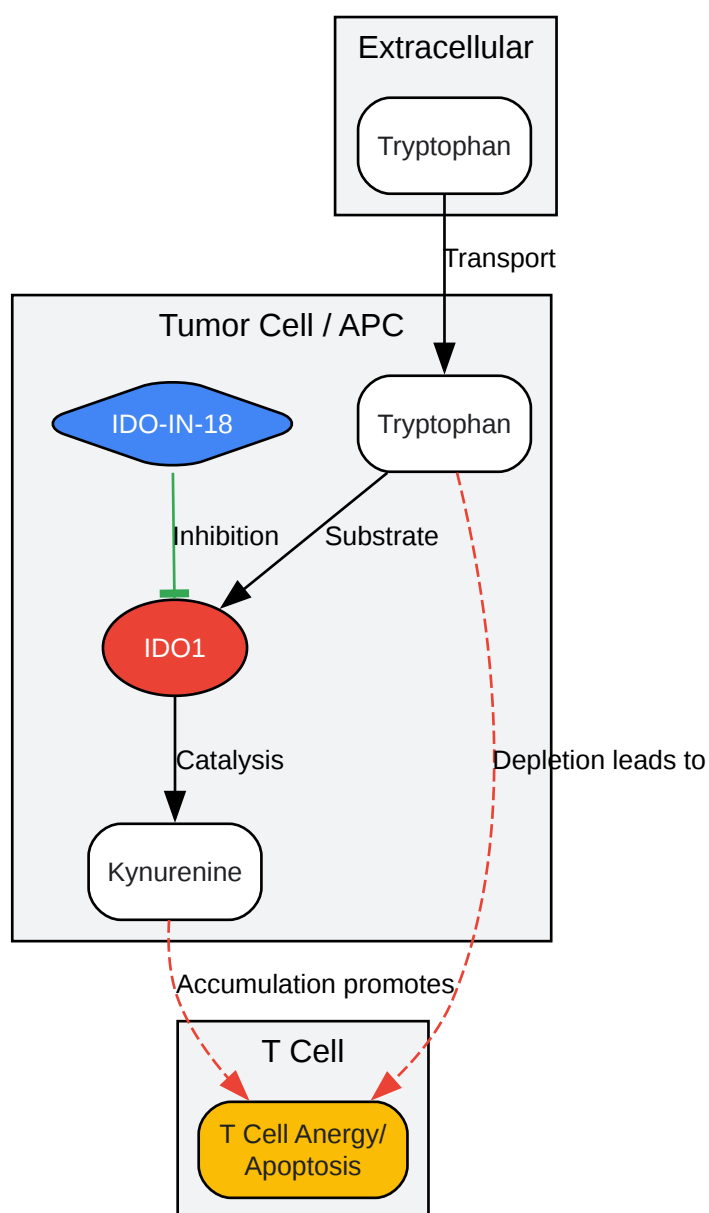 Extracellular
Tryptophan
Transport
Tumor Cell / APC
IDO-IN-18
Tryptophan
Inhibition
Substrate
IDO1
Catalysis
Depletion leads to
Kynurenine
Accumulation promotes
T Cell
T Cell Anergy/
Apoptosis